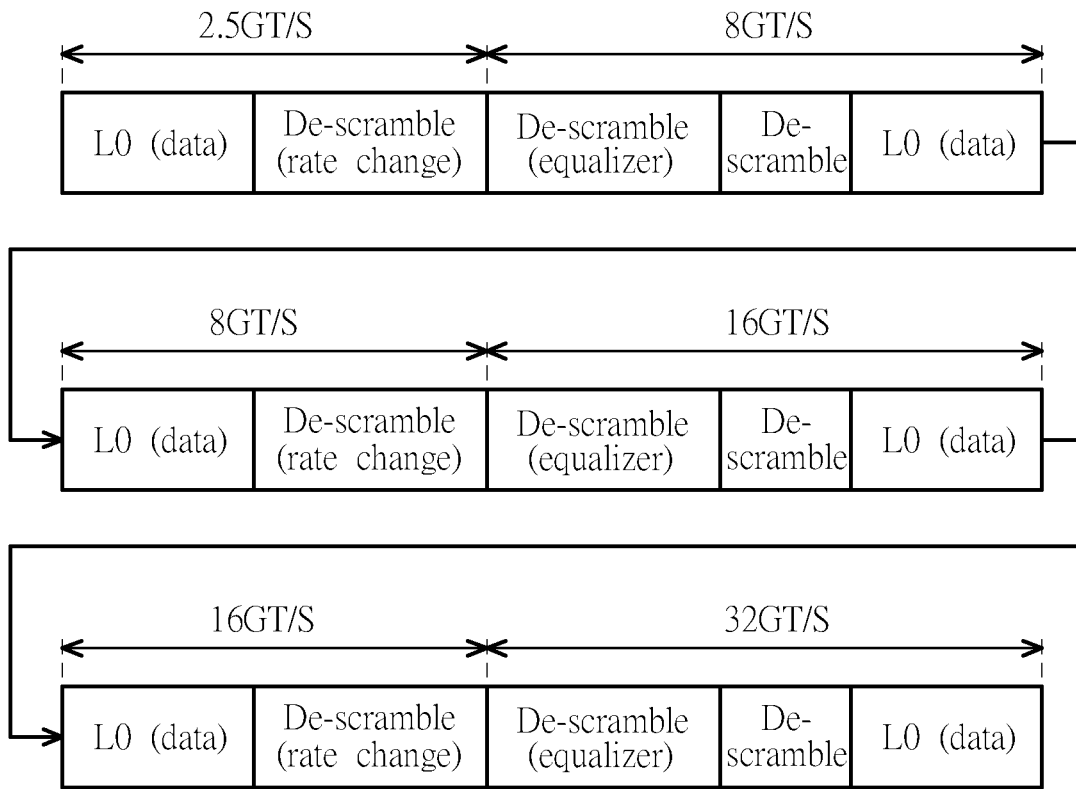 2.5GT/S 8GT/S
L0 (data) De-scramble (rate change) De-scramble (equalizer) De-scramble L0 (data)
8GT/S 16GT/S
L0 (data) De-scramble (rate change) De-scramble (equalizer) De-scramble L0 (data)
16GT/S 32GT/S
L0 (data) De-scramble (rate change) De-scramble (equalizer) De-scramble L0 (data)